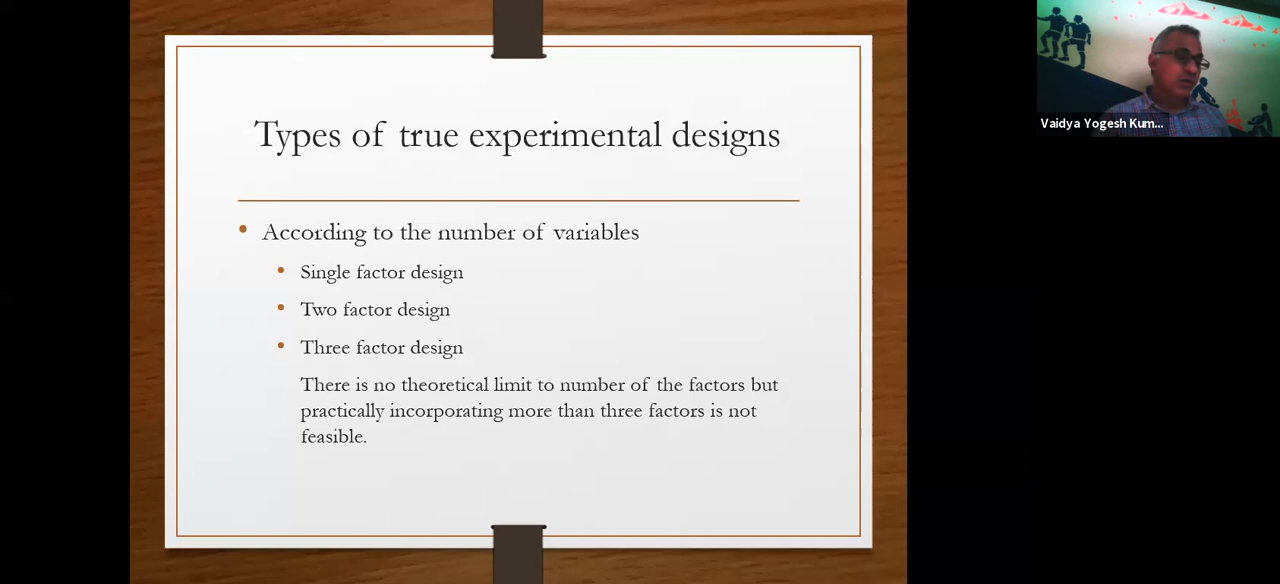 Types of true experimental designs
According to the number of variables
Single factor design
Two factor design
Three factor design
There is no theoretical limit to number of the factors but
practically incorporating more than three factors is not
feasible.
Vaidya Yogesh Kum...